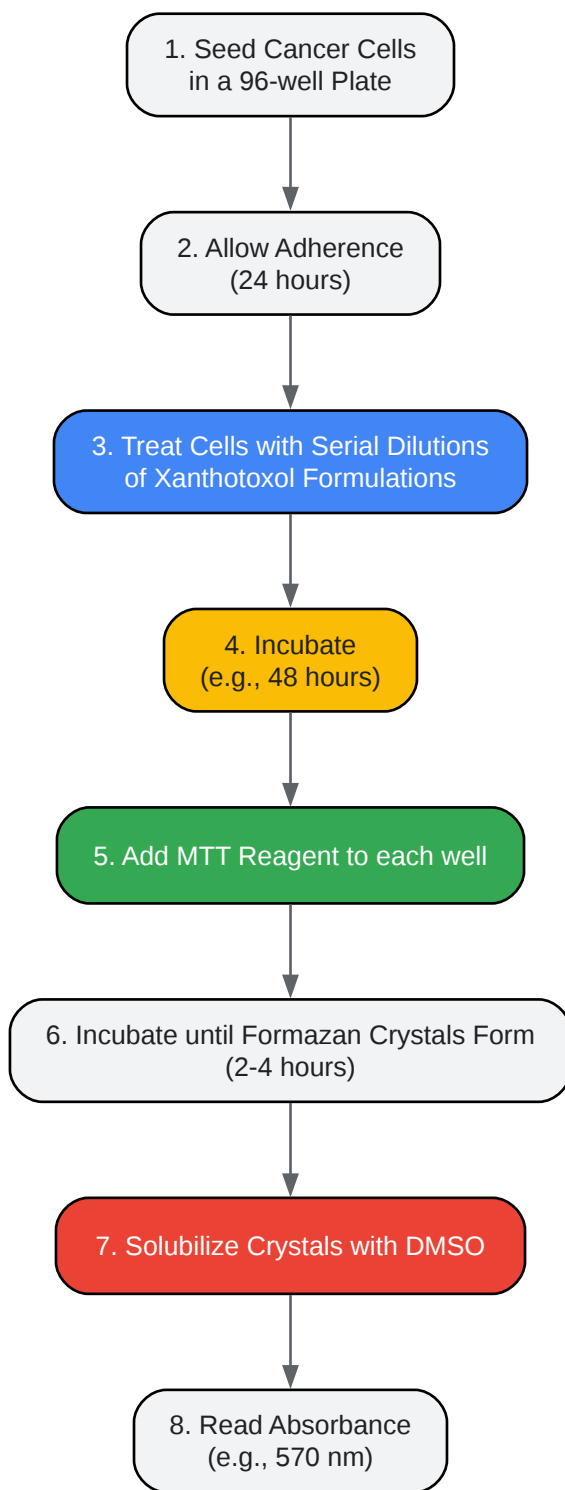 1. Seed Cancer Cells
in a 96-well Plate
2. Allow Adherence
(24 hours)
3. Treat Cells with Serial Dilutions
of Xanthotoxol Formulations
4. Incubate
(e.g., 48 hours)
5. Add MTT Reagent to each well
6. Incubate until Formazan Crystals Form
(2-4 hours)
7. Solubilize Crystals with DMSO
8. Read Absorbance
(e.g., 570 nm)